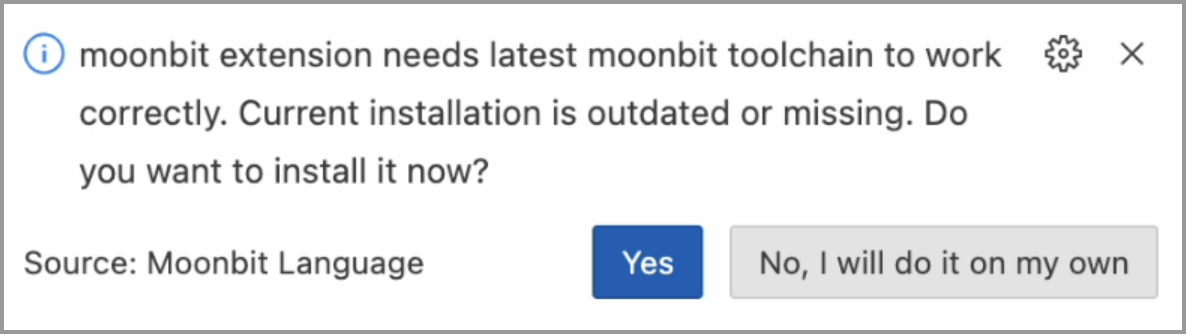 moonbit extension needs latest moonbit toolchain to work
correctly. Current installation is outdated or missing. Do
you want to install it now?
Source: Moonbit Language
Yes
No, I will do it on my own